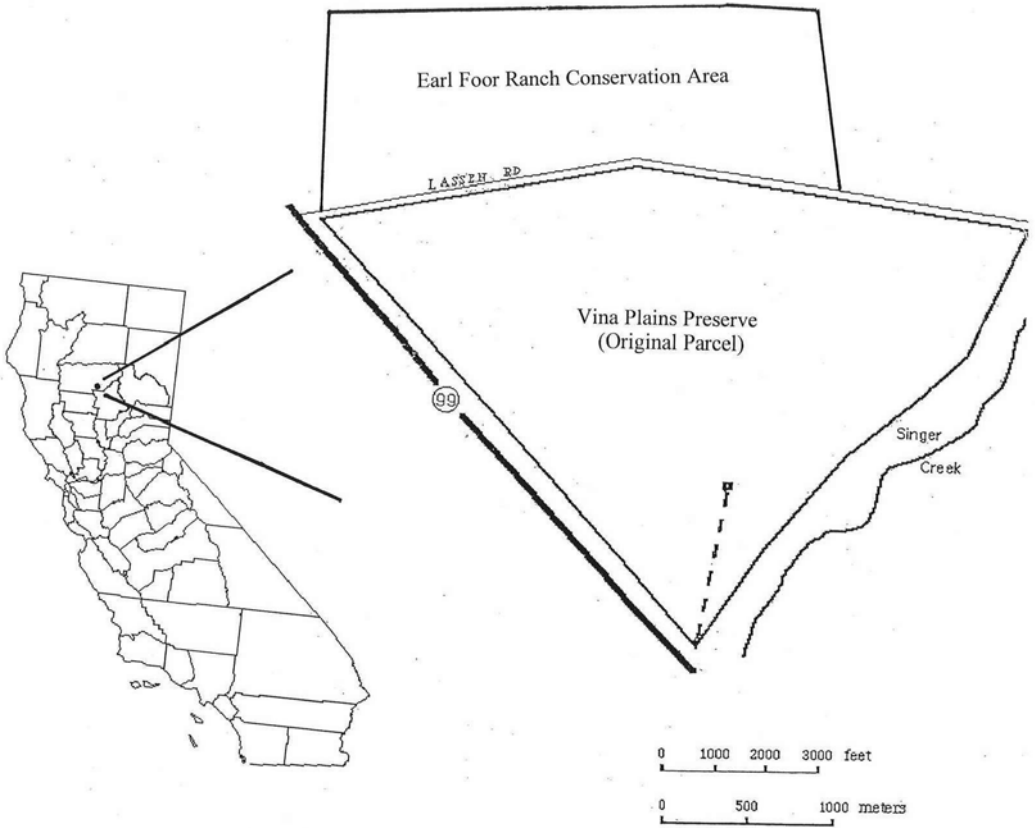 Earl Foor Ranch Conservation Area
LASSEN RD
Vina Plains Preserve
(Original Parcel)
99
Singer
Creek
0 1000 2000 3000 feet
0 500 1000 meters